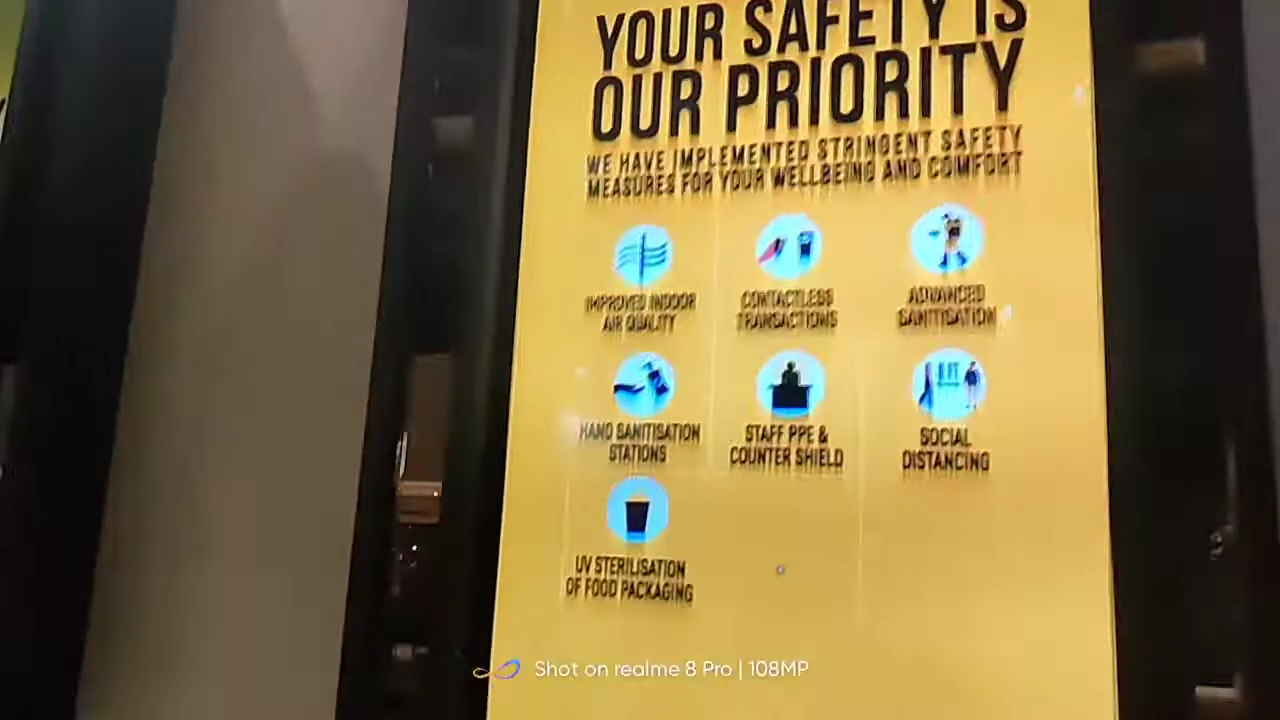 YOUR SAFETY IS
OUR PRIORITY
WE HAVE IMPLEMENTED STRINGENT SAFETY
MEASURES FOR YOUR WELLBEING AND COMFORT
IMPROVED INDOOR
AIR QUALITY
CONTACTLESS
TRANSACTIONS
ADVANCED
SANITISATION
HAND SANITISATION
STATIONS
STAFF PPE &
COUNTER SHIELD
SOCIAL
DISTANCING
UV STERILISATION
OF FOOD PACKAGING
Shot on realme 8 Pro | 108MP